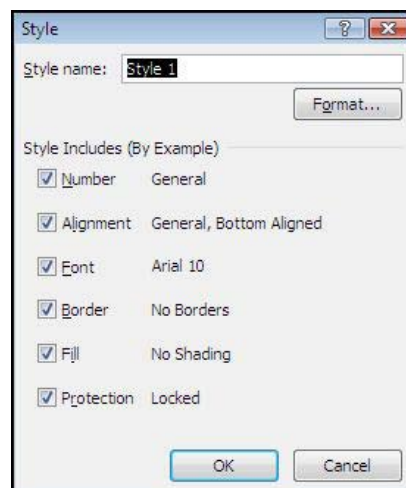 Style
Style name: Style 1
Format...
Style Includes (By Example)
Number General
Alignment General, Bottom Aligned
Font Arial 10
Border No Borders
Fill No Shading
Protection Locked
OK Cancel